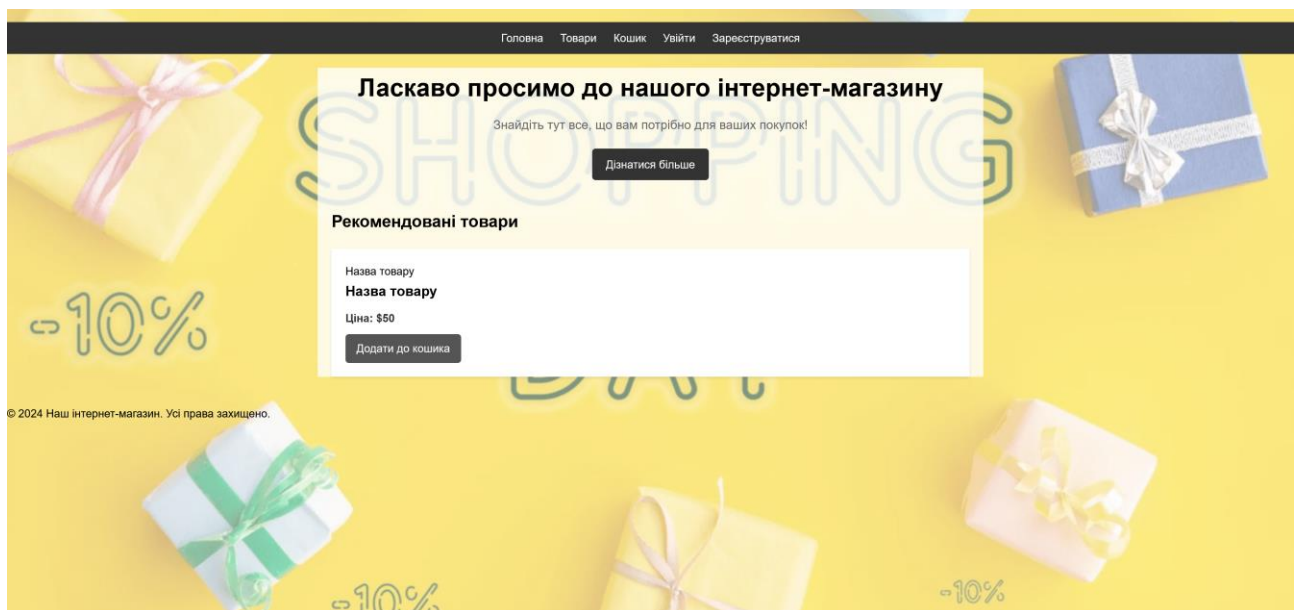 Головна Товари Кошик Увійти Зареєструватися
Ласкаво просимо до нашого інтернет-магазину
SHOPPING
Знайдіть тут все, що вам потрібно для ваших покупок!
Дізнатися більше
Рекомендовані товари
Назва товару
Назва товару
-10%
Ціна: $50
Додати до кошика
DAY
© 2024 Наш інтернет-магазин. Усі права захищено.
-10%
-10%